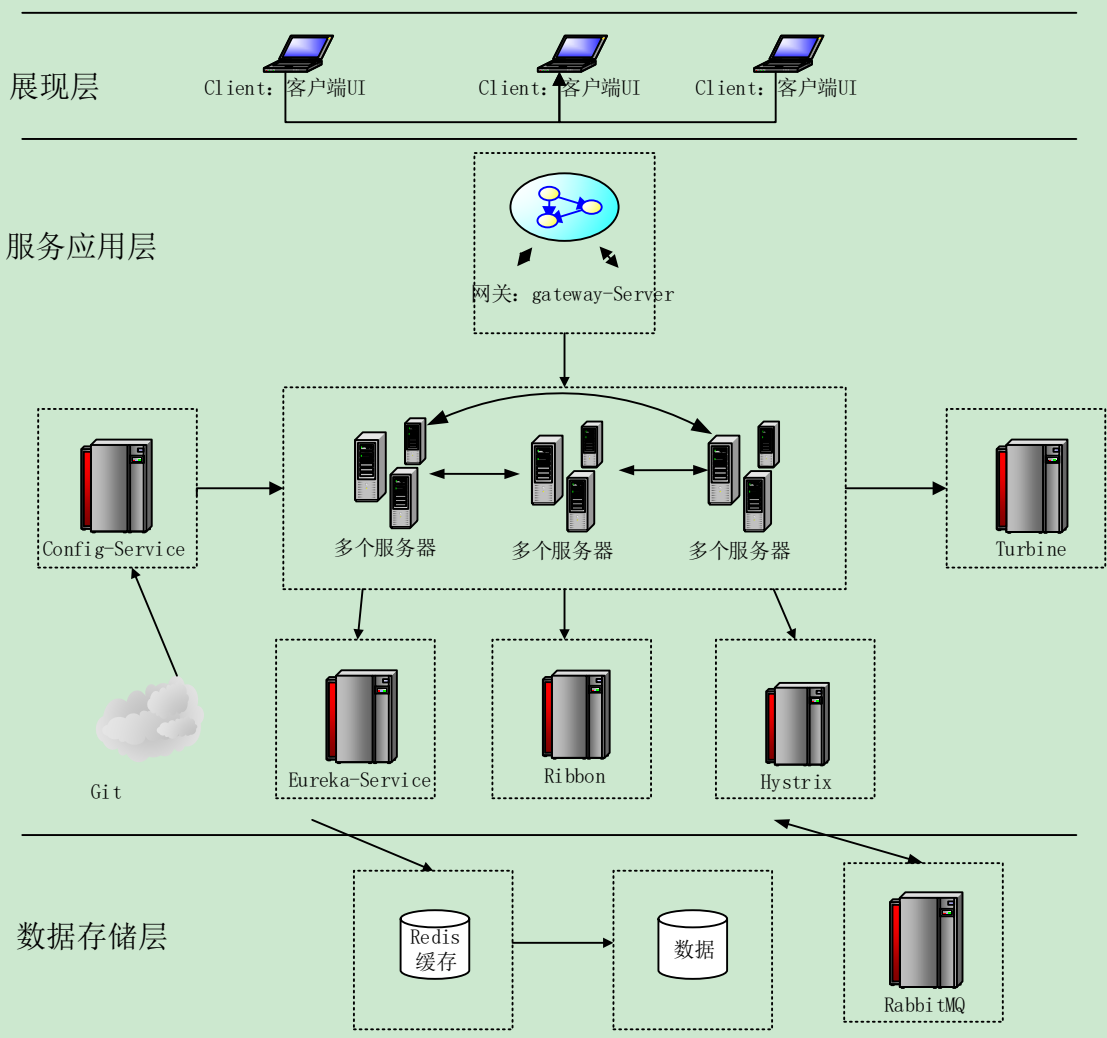 展现层
Client：客户端UI
Client：客户端UI
Client：客户端UI
服务应用层
网关：gateway-Server
Config-Service
多个服务器
多个服务器
多个服务器
Turbine
Git
Eureka-Service
Ribbon
Hystrix
数据存储层
Redis
缓存
数据
RabbitMQ